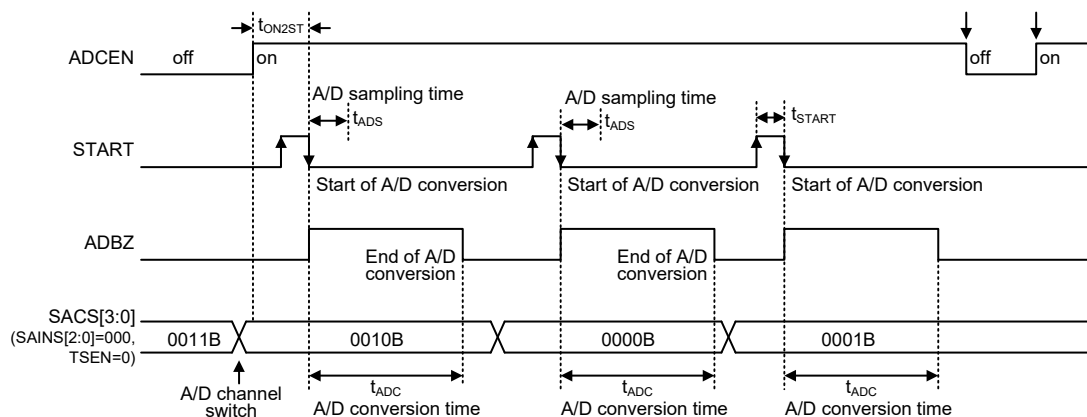 tON2ST
ADCEN
off
on
off
on
A/D sampling time
A/D sampling time
tADS
tADS
tSTART
START
Start of A/D conversion
Start of A/D conversion
Start of A/D conversion
ADBZ
End of A/D
conversion
End of A/D
conversion
SACS[3:0]
(SAINS[2:0]=000,
TSEN=0)
0011B
0010B
0000B
0001B
A/D channel
switch
tADC
A/D conversion time
tADC
A/D conversion time
tADC
A/D conversion time